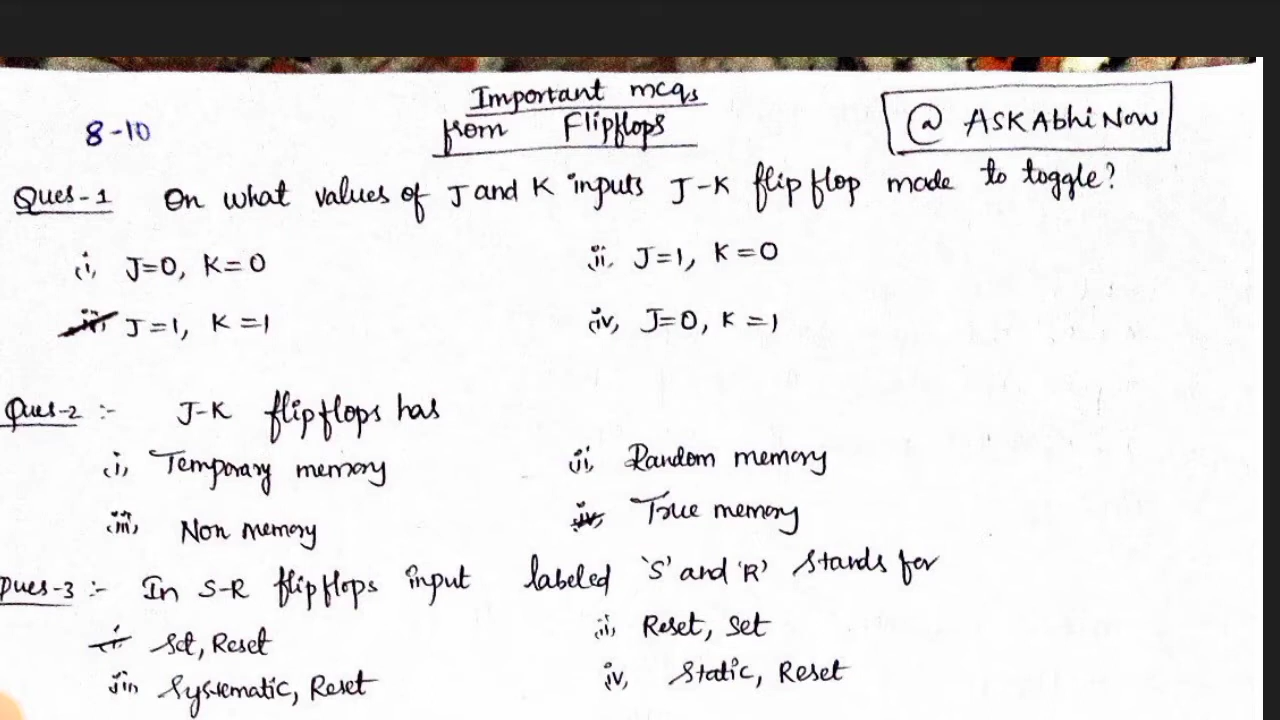 Important mcqs
8-10 from Flipflops
@ ASKAbhiNow
Ques-1 On what values of J and K inputs J-K flip flop made to toggle?
(i) J=0, K=0 (ii) J=1, K=0
(iii) J=1, K=1 (iv) J=0, K=1
Ques-2 :- J-K flipflops has
(i) Temporary memory (ii) Random memory
(iii) Non memory (iv) True memory
Ques-3 :- In S-R flipflops input labeled 'S' and 'R' stands for
(i) Set, Reset (ii) Reset, Set
(iii) Systematic, Reset (iv) Static, Reset